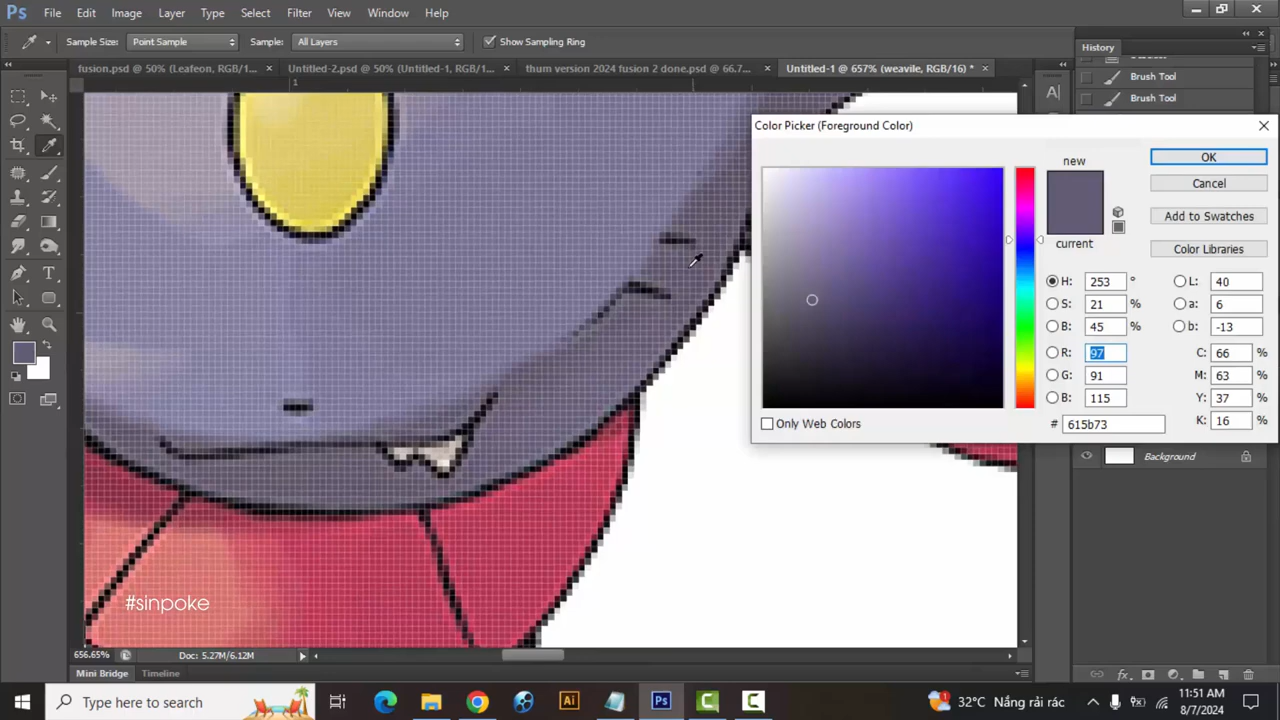 Ps File Edit Image Layer Type Select Filter View Window Help
Sample Size: Point Sample Sample: All Layers Show Sampling Ring
fusion.psd @ 50% (Leafeon, RGB/1... × Untitled-2.psd @ 50% (Untitled-1, RGB/1... × thum version 2024 fusion 2 done.psd @ 66.7... × Untitled-1 @ 657% (weavile, RGB/16) * ×
History
Brush Tool
Brush Tool
1
A
Color Picker (Foreground Color)
new
current
OK
Cancel
Add to Swatches
Color Libraries
H: 253 ° L: 40
S: 21 % a: 6
B: 45 % b: -13
R: 97 C: 66 %
G: 91 M: 63 %
B: 115 Y: 37 %
# 615b73 K: 16 %
Only Web Colors
Background
#sinpoke
656.65% Doc: 5.27M/6.12M
Mini Bridge Timeline
fx
Type here to search
Ai Ps C C
1 32°C Nắng rải rác
11:51 AM
8/7/2024